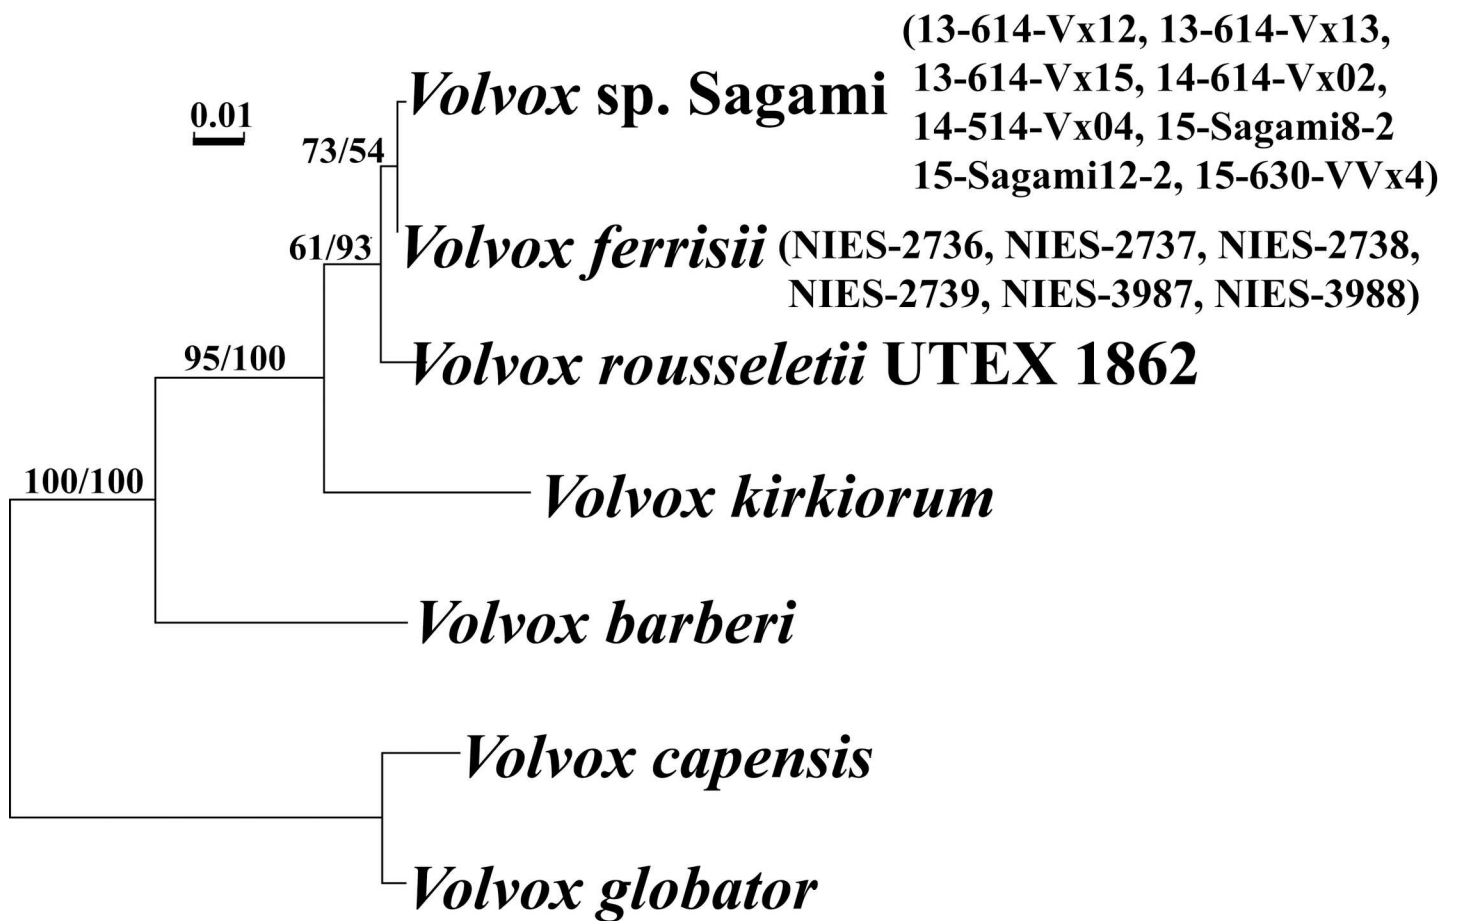 (13-614-Vx12, 13-614-Vx13,
Volvox sp. Sagami 13-614-Vx15, 14-614-Vx02,
0.01
14-514-Vx04, 15-Sagami8-2
73/54
15-Sagami12-2, 15-630-VVx4)
61/93
Volvox ferrisii (NIES-2736, NIES-2737, NIES-2738,
NIES-2739, NIES-3987, NIES-3988)
95/100
Volvox rousseletii UTEX 1862
100/100
Volvox kirkiorum
Volvox barberi
Volvox capensis
Volvox globator